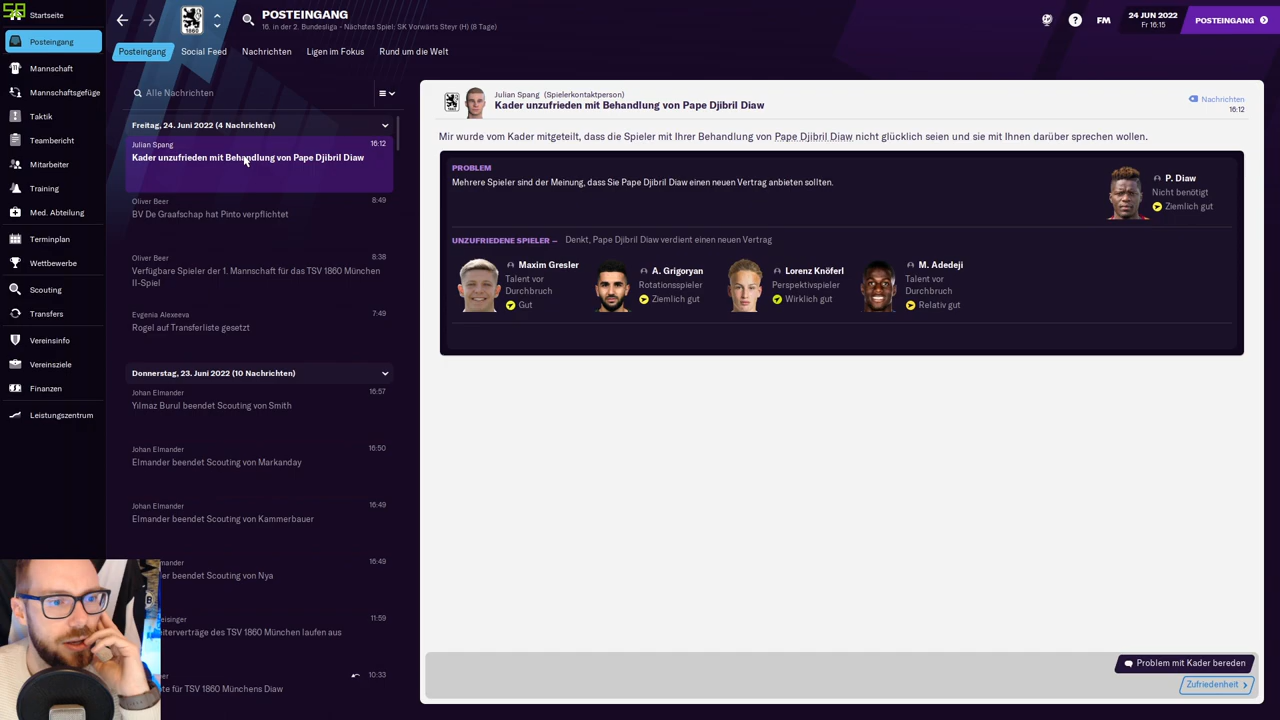 Startseite
Posteingang
Mannschaft
Mannschaftsgefüge
Taktik
Teambericht
Mitarbeiter
Training
Med. Abteilung
Terminplan
Wettbewerbe
Scouting
Transfers
Vereinsinfo
Vereinsziele
Finanzen
Leistungszentrum
1860
POSTEINGANG
16. in der 2. Bundesliga - Nächstes Spiel: SK Vorwärts Steyr (H) (8 Tage)
?
FM
24 JUN 2022
Fr 16:15
POSTEINGANG
Posteingang
Social Feed
Nachrichten
Ligen im Fokus
Rund um die Welt
Alle Nachrichten
Freitag, 24. Juni 2022 (4 Nachrichten)
Julian Spang
16:12
Kader unzufrieden mit Behandlung von Pape Djibril Diaw
Oliver Beer
8:49
BV De Graafschap hat Pinto verpflichtet
Oliver Beer
8:38
Verfügbare Spieler der 1. Mannschaft für das TSV 1860 München
II-Spiel
Evgenia Alexeeva
7:49
Rogel auf Transferliste gesetzt
Donnerstag, 23. Juni 2022 (10 Nachrichten)
Johan Elmander
16:57
Yılmaz Burul beendet Scouting von Smith
Johan Elmander
16:50
Elmander beendet Scouting von Markanday
Johan Elmander
16:49
Elmander beendet Scouting von Kammerbauer
16:49
beendet Scouting von Nya
11:59
des TSV 1860 München laufen aus
10:33
für TSV 1860 Münchens Diaw
Julian Spang (Spielerkontaktperson)
Kader unzufrieden mit Behandlung von Pape Djibril Diaw
Nachrichten
16:12
Mir wurde vom Kader mitgeteilt, dass die Spieler mit Ihrer Behandlung von Pape Djibril Diaw nicht glücklich seien und sie mit Ihnen darüber sprechen wollen.
PROBLEM
Mehrere Spieler sind der Meinung, dass Sie Pape Djibril Diaw einen neuen Vertrag anbieten sollten.
P. Diaw
Nicht benötigt
Ziemlich gut
UNZUFRIEDENE SPIELER – Denkt, Pape Djibril Diaw verdient einen neuen Vertrag
Maxim Gresler
Talent vor
Durchbruch
Gut
A. Grigoryan
Rotationsspieler
Ziemlich gut
Lorenz Knöferl
Perspektivspieler
Wirklich gut
M. Adedeji
Talent vor
Durchbruch
Relativ gut
Problem mit Kader bereden
Zufriedenheit